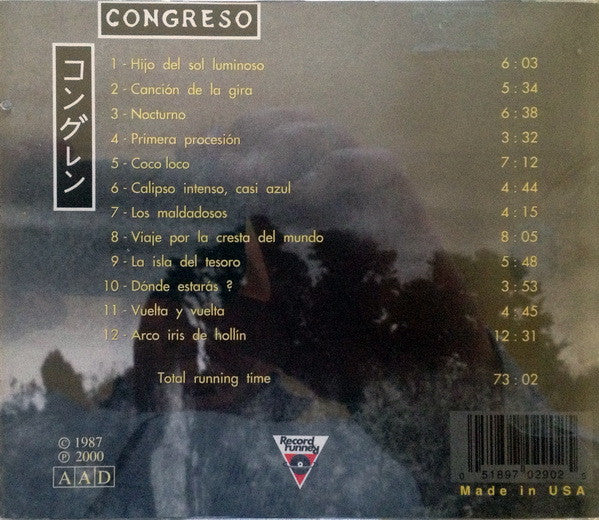 CONGRESO
コングレン
1 - Hijo del sol luminoso 6 : 03
2 - Canción de la gira 5 : 34
3 - Nocturno 6 : 38
4 - Primera procesión 3 : 32
5 - Coco loco 7 : 12
6 - Calipso intenso, casi azul 4 : 44
7 - Los maldadosos 4 : 15
8 - Viaje por la cresta del mundo 8 : 05
9 - La isla del tesoro 5 : 48
10 - Dónde estarás ? 3 : 53
11 - Vuelta y vuelta 4 : 45
12 - Arco iris de hollín 12 : 31
Total running time 73 : 02
© 1987
℗ 2000
AAD
Record
runner
0 51897 02902
Made in USA